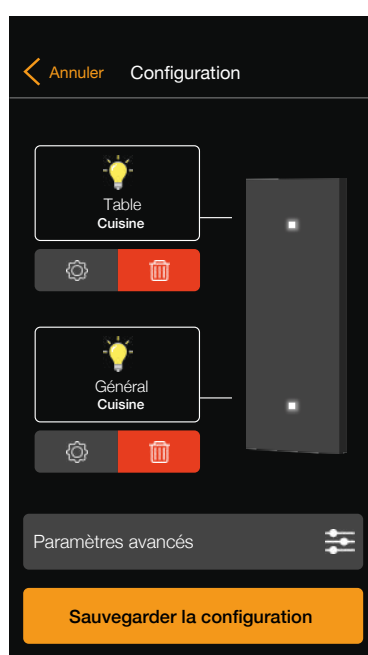 Annuler Configuration
Table
Cuisine
Général
Cuisine
Paramètres avancés
Sauvegarder la configuration